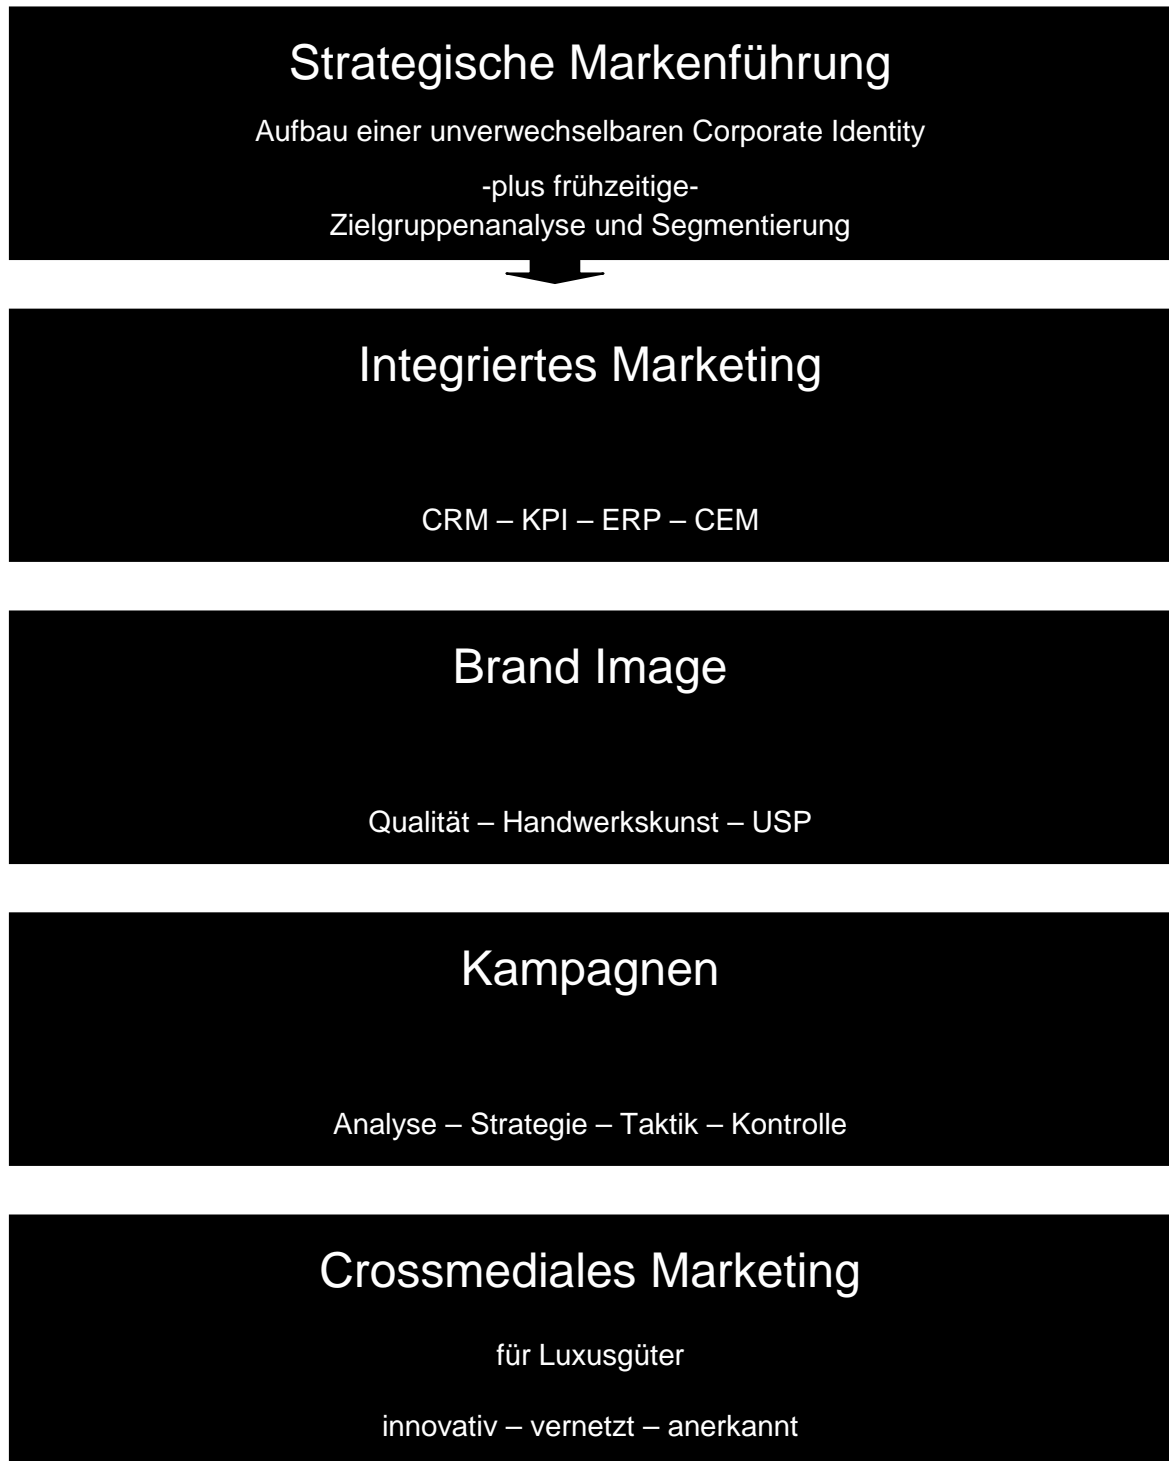 Strategische Markenführung
Aufbau einer unverwechselbaren Corporate Identity
-plus frühzeitige-
Zielgruppenanalyse und Segmentierung
Integriertes Marketing
CRM – KPI – ERP – CEM
Brand Image
Qualität – Handwerkskunst – USP
Kampagnen
Analyse – Strategie – Taktik – Kontrolle
Crossmediales Marketing
für Luxusgüter
innovativ – vernetzt – anerkannt